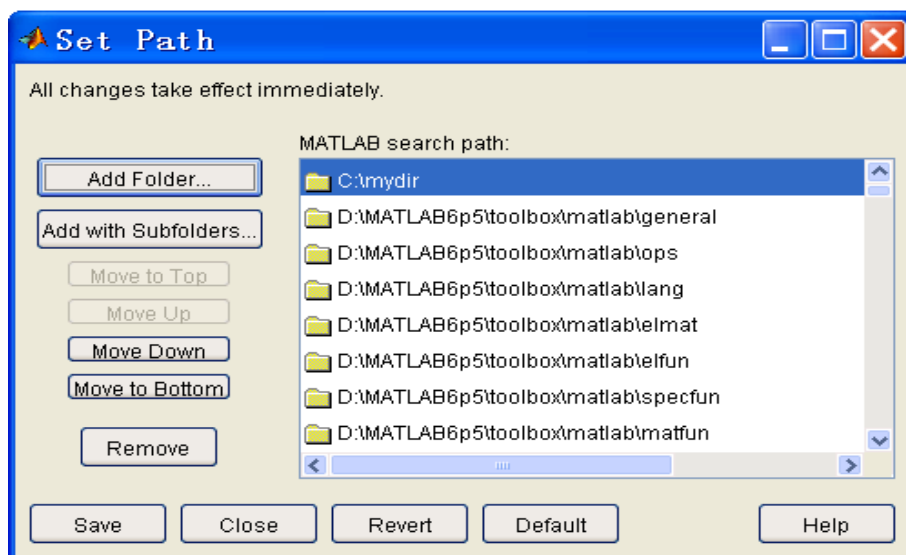 Set Path
All changes take effect immediately.
MATLAB search path:
Add Folder...
Add with Subfolders...
Move to Top
Move Up
Move Down
Move to Bottom
Remove
C:\mydir
D:\MATLAB6p5\toolbox\matlab\general
D:\MATLAB6p5\toolbox\matlab\ops
D:\MATLAB6p5\toolbox\matlab\lang
D:\MATLAB6p5\toolbox\matlab\elmat
D:\MATLAB6p5\toolbox\matlab\elfun
D:\MATLAB6p5\toolbox\matlab\specfun
D:\MATLAB6p5\toolbox\matlab\matfun
Save
Close
Revert
Default
Help